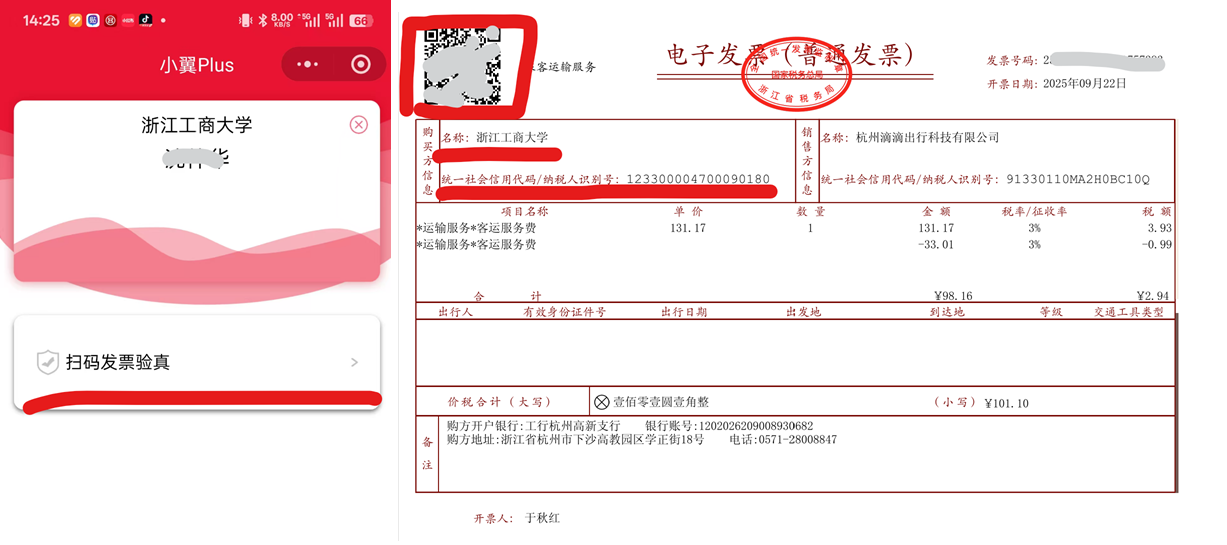 14:25
8.00
KB/S
5G
5G
66
小翼Plus
浙江工商大学
扫码发票验真
客运输服务
电子发票（普通发票）
国家税务总局
浙江省税务局
发票号码:
开票日期: 2025年09月22日
购买方信息
名称: 浙江工商大学
统一社会信用代码/纳税人识别号: 123300004700090180
销售方信息
名称: 杭州滴滴出行科技有限公司
统一社会信用代码/纳税人识别号: 91330110MA2H0BC10Q
项目名称 单价 数量 金额 税率/征收率 税额
*运输服务*客运服务费 131.17 1 131.17 3% 3.93
*运输服务*客运服务费 -33.01 3% -0.99
合计 ¥98.16 ¥2.94
出行人 有效身份证件号 出行日期 出发地 到达地 等级 交通工具类型
价税合计（大写） 壹佰零壹圆壹角整 （小写） ¥101.10
备注
购方开户银行:工行杭州高新支行 银行账号:1202026209008930682
购方地址:浙江省杭州市下沙高教园区学正街18号 电话:0571-28008847
开票人: 于秋红